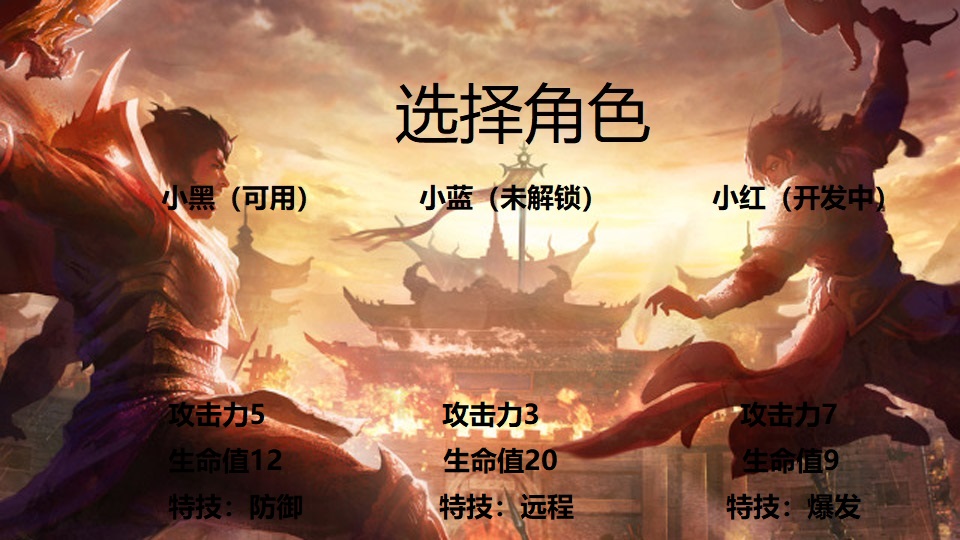 选择角色
小黑（可用）
小蓝（未解锁）
小红（开发中）
攻击力5
攻击力3
攻击力7
生命值12
生命值20
生命值9
特技：防御
特技：远程
特技：爆发